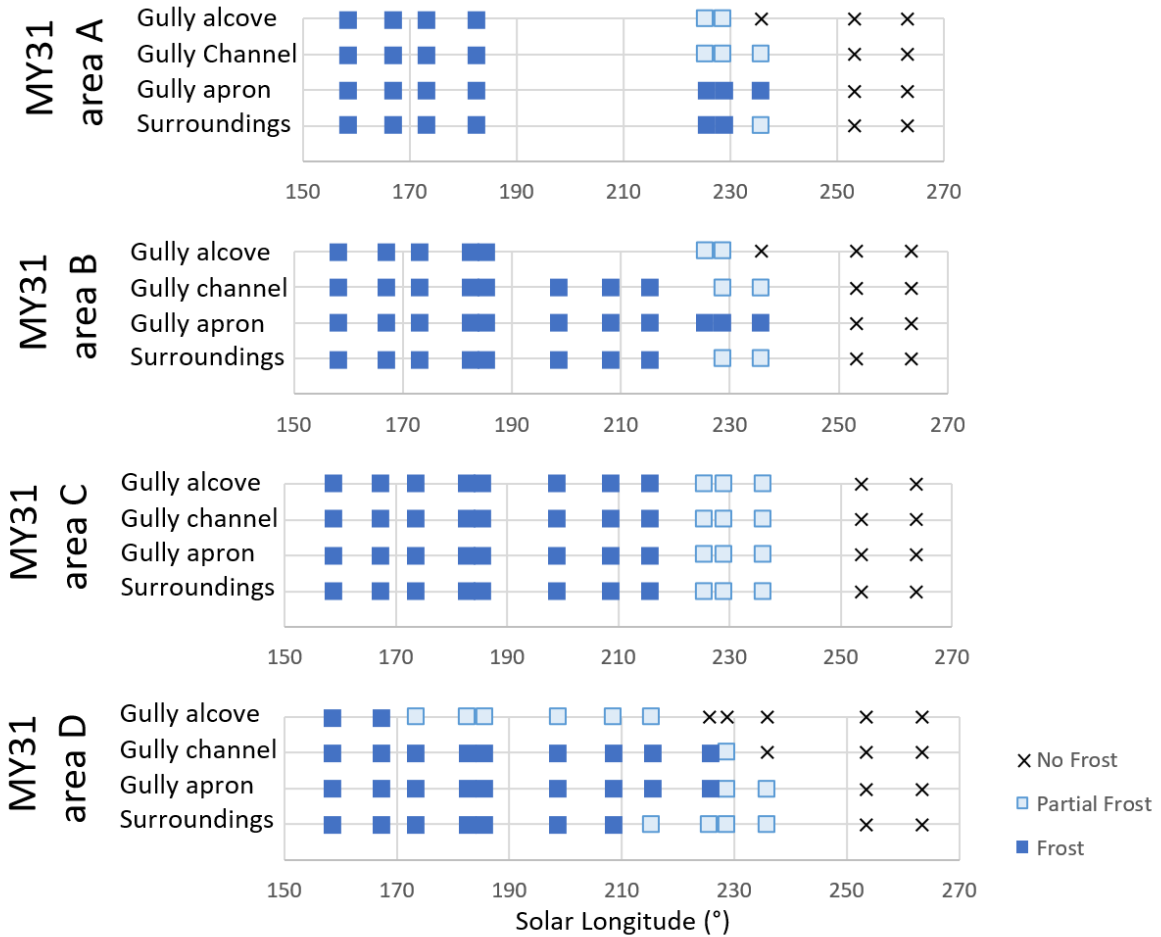 MY31
area A
Gully alcove
Gully Channel
Gully apron
Surroundings
150 170 190 210 230 250 270
MY31
area B
Gully alcove
Gully channel
Gully apron
Surroundings
150 170 190 210 230 250 270
MY31
area C
Gully alcove
Gully channel
Gully apron
Surroundings
150 170 190 210 230 250 270
MY31
area D
Gully alcove
Gully channel
Gully apron
Surroundings
150 170 190 210 230 250 270
Solar Longitude (°)
No Frost
Partial Frost
Frost